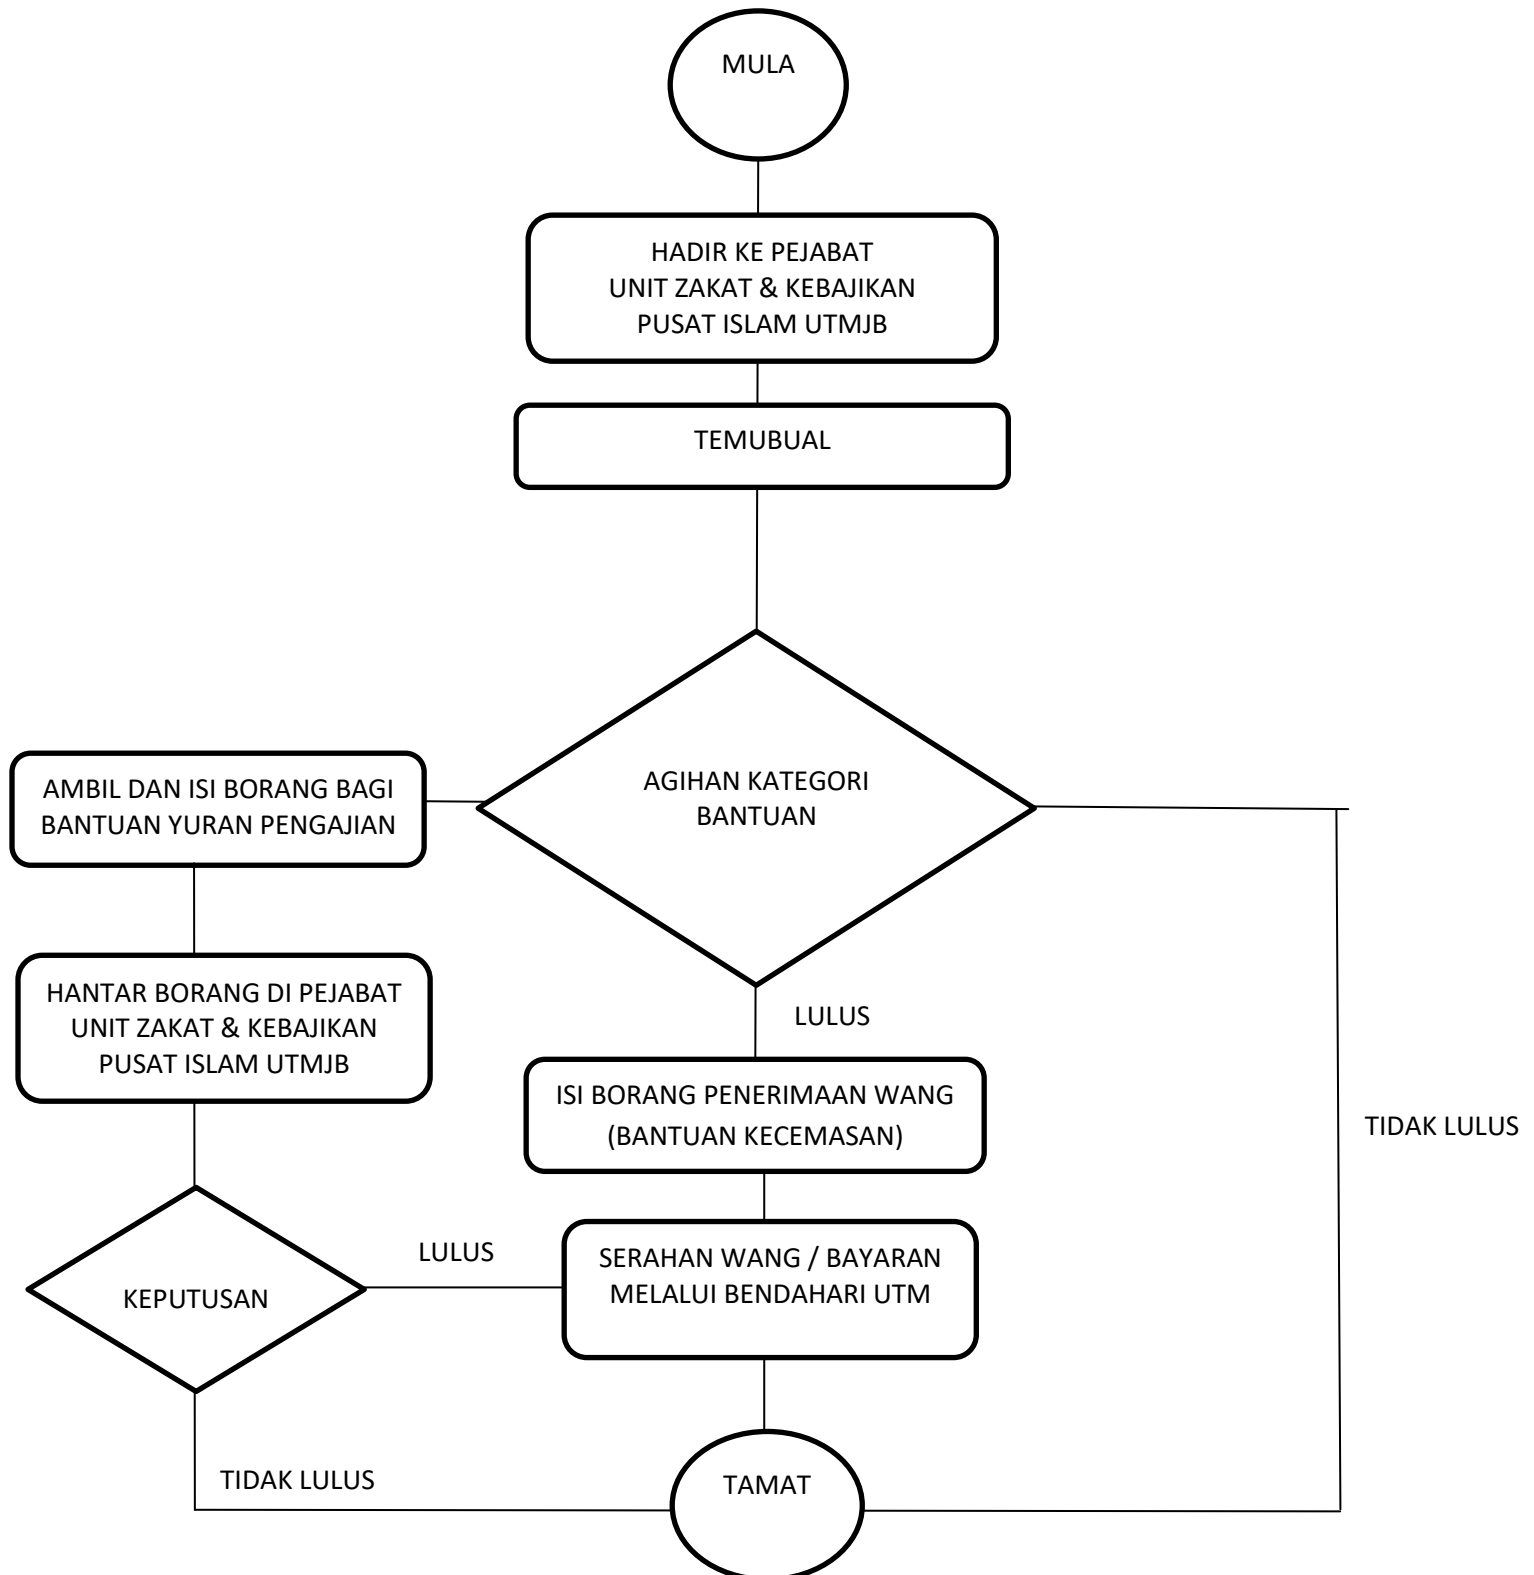 MULA
HADIR KE PEJABAT
UNIT ZAKAT & KEBAJIKAN
PUSAT ISLAM UTMJB
TEMUBUAL
AGIHAN KATEGORI
BANTUAN
AMBIL DAN ISI BORANG BAGI
BANTUAN YURAN PENGAJIAN
HANTAR BORANG DI PEJABAT
UNIT ZAKAT & KEBAJIKAN
PUSAT ISLAM UTMJB
LULUS
ISI BORANG PENERIMAAN WANG
(BANTUAN KECEMASAN)
TIDAK LULUS
KEPUTUSAN
LULUS
SERAHAN WANG / BAYARAN
MELALUI BENDAHARI UTM
TIDAK LULUS
TAMAT